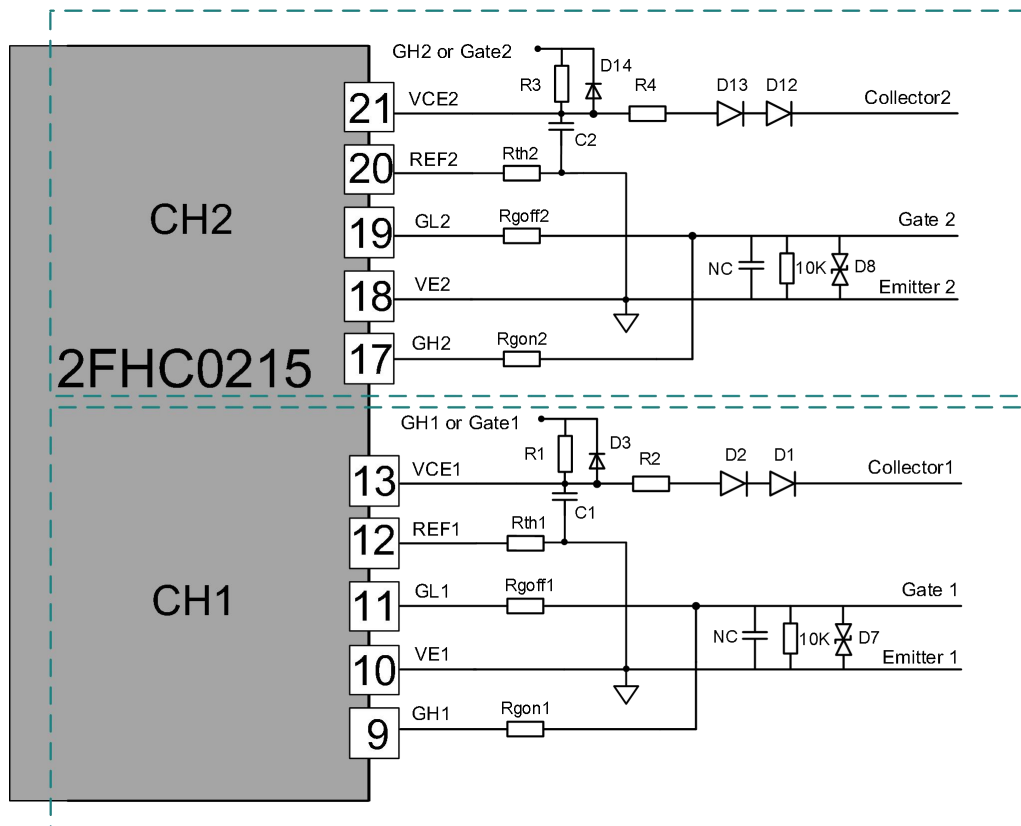 GH2 or Gate2
D14
R3
R4
D13
D12
Collector2
21
VCE2
C2
20
REF2
Rth2
CH2
19
GL2
Rgoff2
Gate 2
NC
10K
D8
18
VE2
Emitter 2
17
GH2
Rgon2
2FHC0215
GH1 or Gate1
D3
R1
R2
D2
D1
Collector1
13
VCE1
C1
12
REF1
Rth1
CH1
11
GL1
Rgoff1
Gate 1
NC
10K
D7
10
VE1
Emitter 1
9
GH1
Rgon1